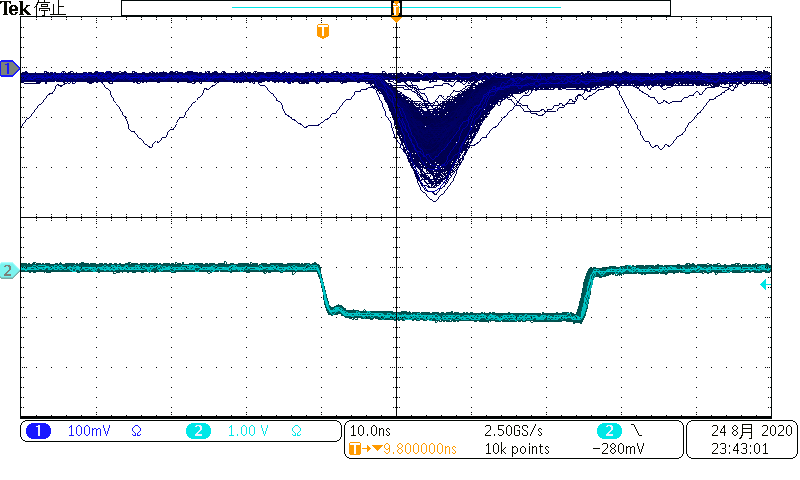 Tek 停止
T
1
2
1 100mV Ω 2 1.00 V Ω
10.0ns 2.50GS/s 2
T→▼9.800000ns 10k points −280mV
24 8月 2020
23:43:01